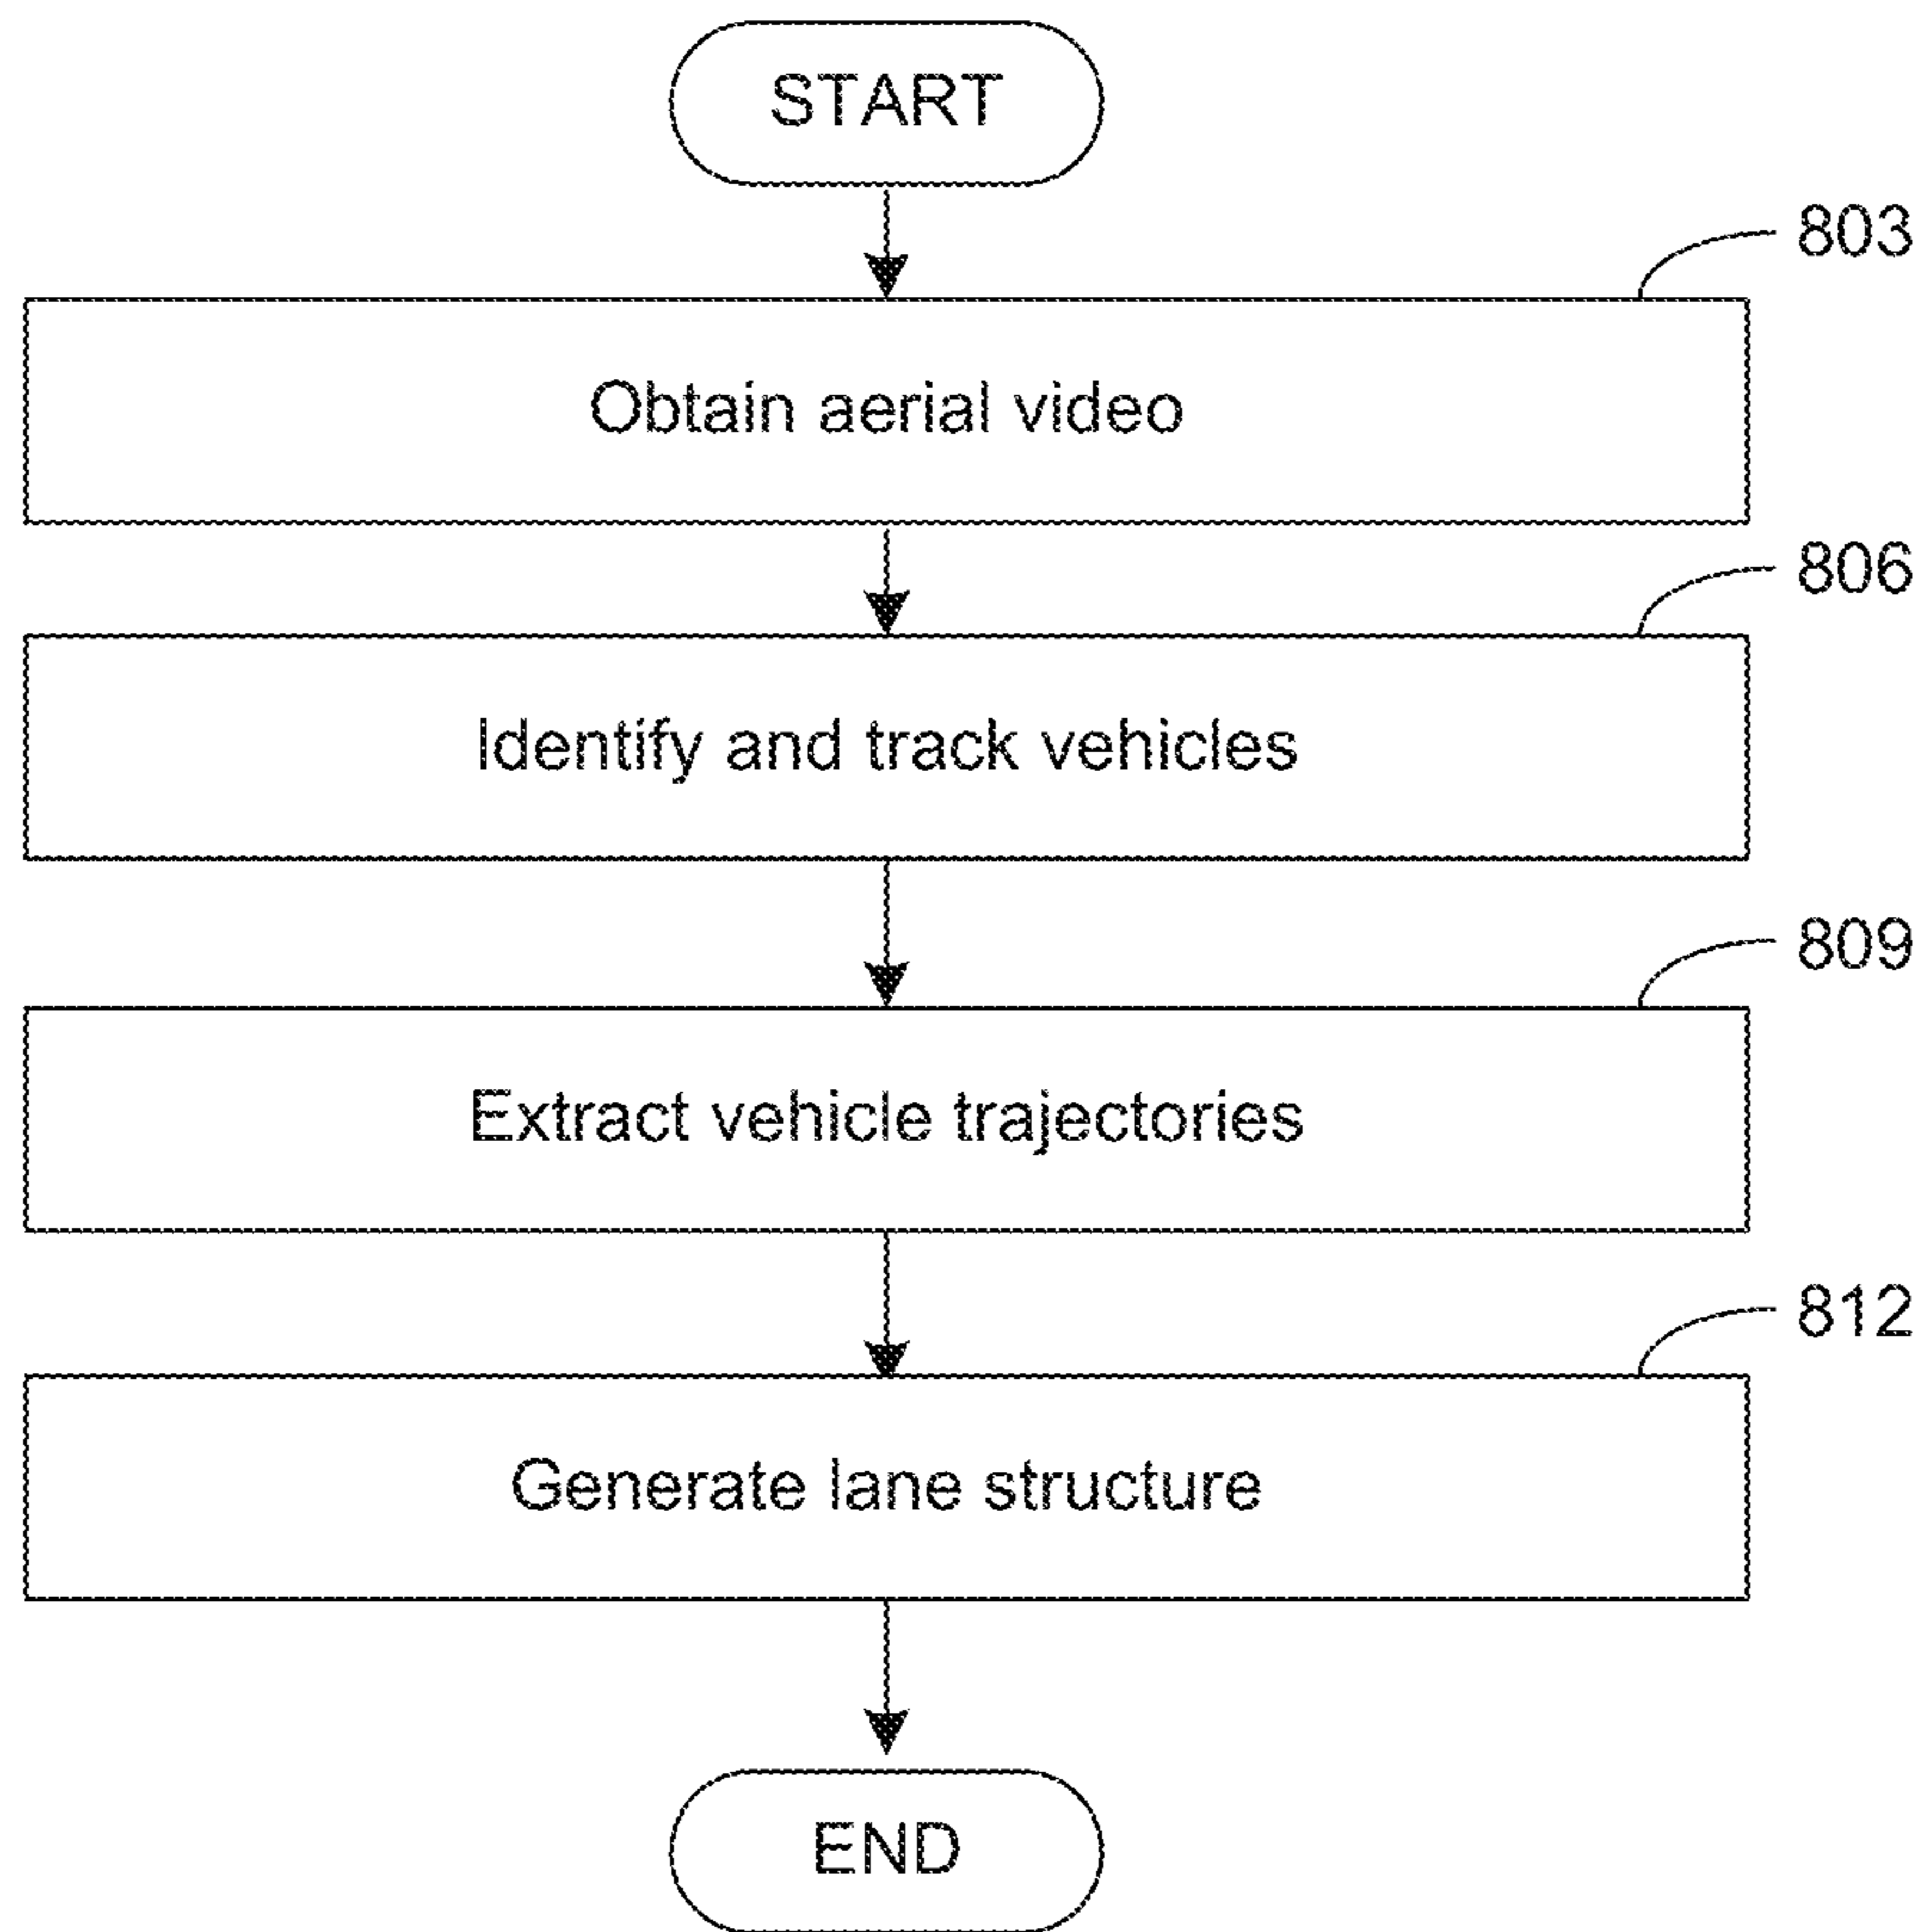 START
803
Obtain aerial video
806
Identify and track vehicles
809
Extract vehicle trajectories
812
Generate lane structure
END